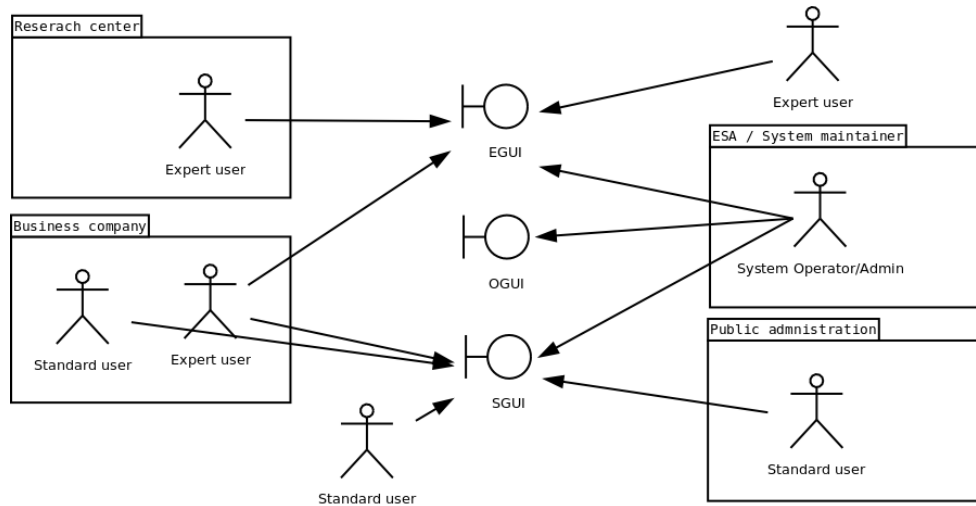 Reserach center
Expert user
EGUI
Expert user
ESA / System maintainer
System Operator/Admin
Business company
Standard user
Expert user
OGUI
SGUI
Public admnistration
Standard user
Standard user